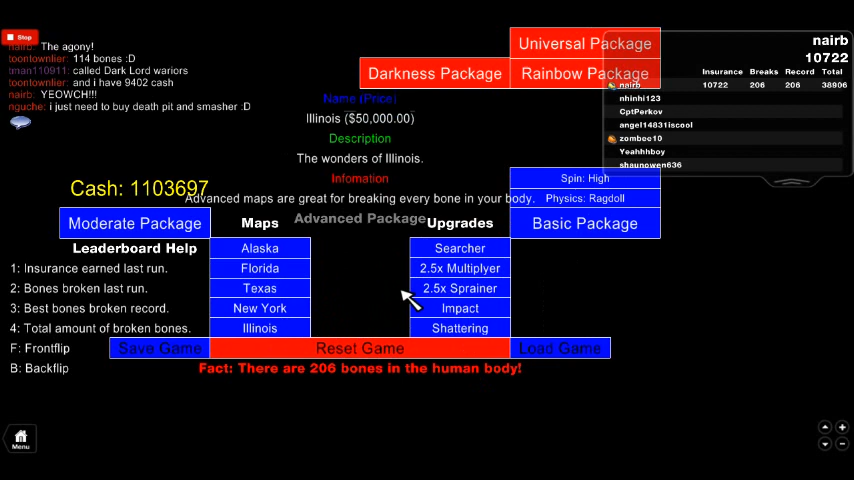 Stop
nairb: The agony!
toontownlier: 114 bones :D
tman110911: called Dark Lord wariors
toontownlier: and i have 9402 cash
nairb: YEOWCH!!!
nguche: i just need to buy death pit and smasher :D
Universal Package
Darkness Package
Rainbow Package
nairb
10722
Insurance Breaks Record Total
nairb 10722 206 206 38906
nhinhi123
CptPerkov
angel14831iscool
zombee10
Yeahhhboy
shaunowen636
Name (Price)
Illinois ($50,000.00)
Description
The wonders of Illinois.
Infomation
Advanced maps are great for breaking every bone in your body.
Cash: 1103697
Spin: High
Physics: Ragdoll
Advanced Package
Moderate Package
Maps
Upgrades
Basic Package
Leaderboard Help
Alaska
Searcher
1: Insurance earned last run.
Florida
2.5x Multiplyer
2: Bones broken last run.
Texas
2.5x Sprainer
3: Best bones broken record.
New York
Impact
4: Total amount of broken bones.
Illinois
Shattering
F: Frontflip
Save Game
Reset Game
Load Game
B: Backflip
Fact: There are 206 bones in the human body!
Menu